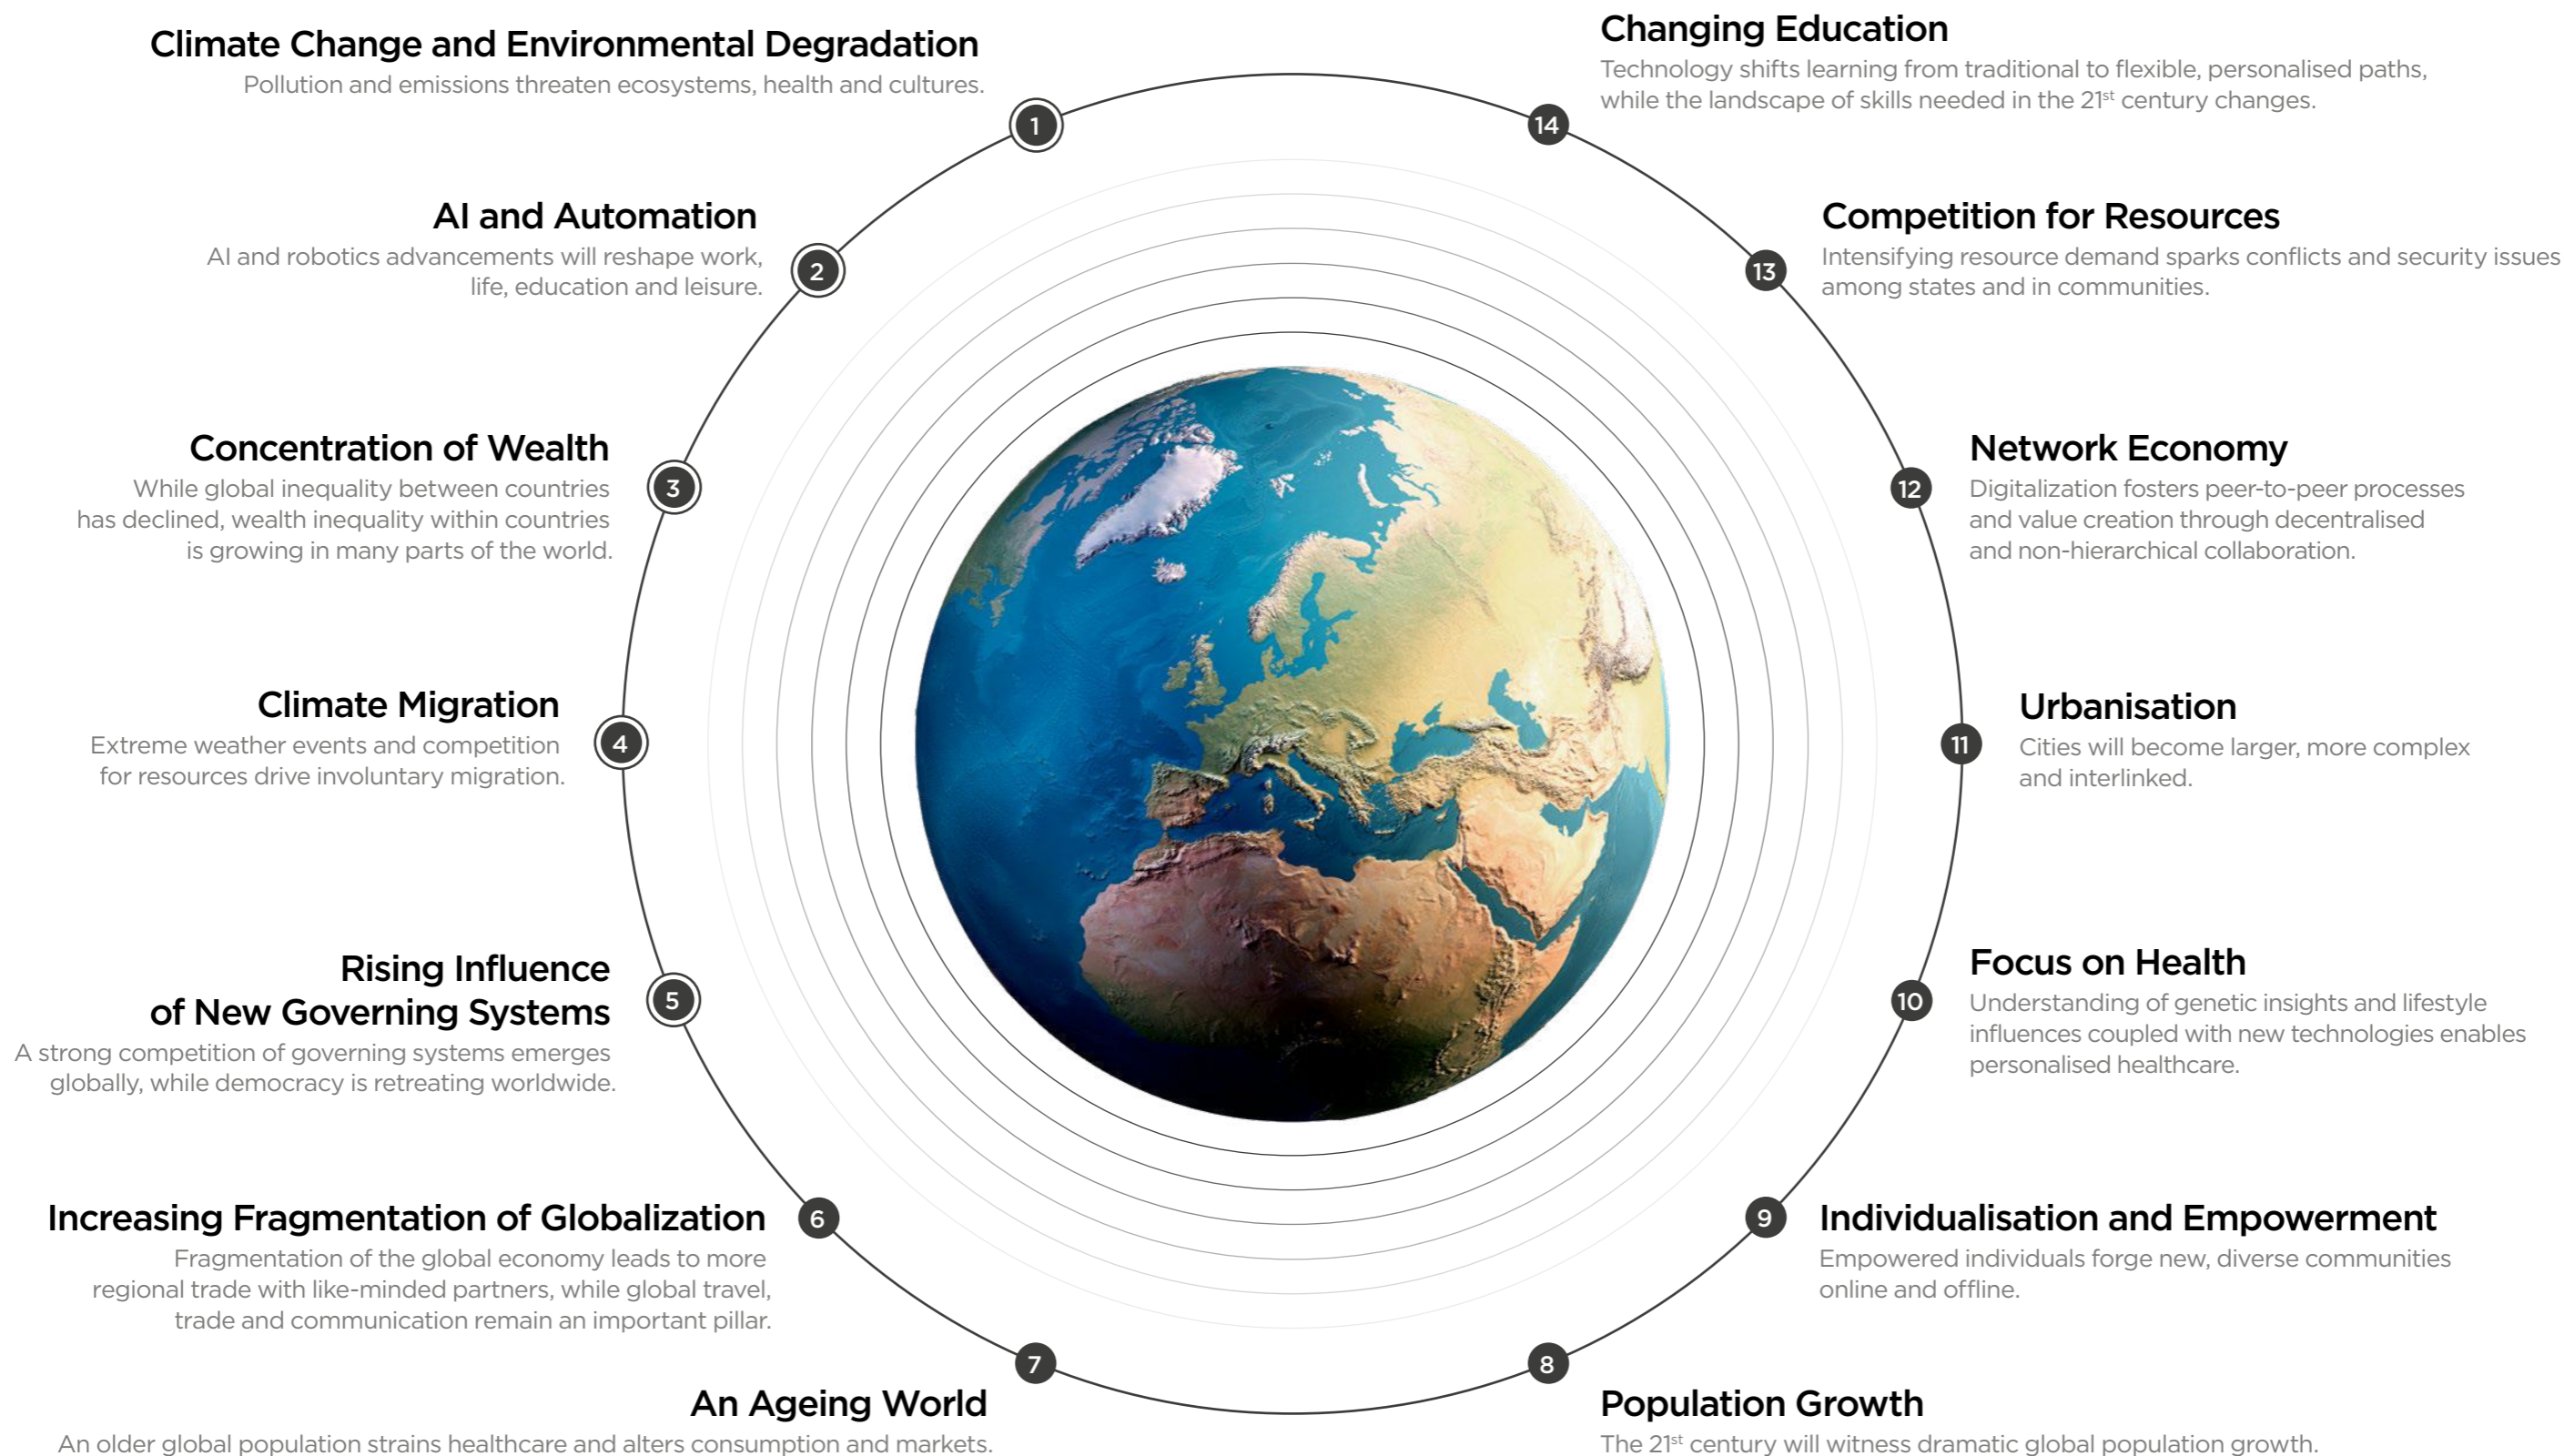 Climate Change and Environmental Degradation
Pollution and emissions threaten ecosystems, health and cultures.
1
AI and Automation
AI and robotics advancements will reshape work,
life, education and leisure.
2
Concentration of Wealth
While global inequality between countries
has declined, wealth inequality within countries
is growing in many parts of the world.
3
Climate Migration
Extreme weather events and competition
for resources drive involuntary migration.
4
Rising Influence
of New Governing Systems
A strong competition of governing systems emerges
globally, while democracy is retreating worldwide.
5
Increasing Fragmentation of Globalization
Fragmentation of the global economy leads to more
regional trade with like-minded partners, while global travel,
trade and communication remain an important pillar.
6
An Ageing World
An older global population strains healthcare and alters consumption and markets.
7
8
Population Growth
The 21st century will witness dramatic global population growth.
9
Individualisation and Empowerment
Empowered individuals forge new, diverse communities
online and offline.
10
Focus on Health
Understanding of genetic insights and lifestyle
influences coupled with new technologies enables
personalised healthcare.
11
Urbanisation
Cities will become larger, more complex
and interlinked.
12
Network Economy
Digitalization fosters peer-to-peer processes
and value creation through decentralised
and non-hierarchical collaboration.
13
Competition for Resources
Intensifying resource demand sparks conflicts and security issues
among states and in communities.
14
Changing Education
Technology shifts learning from traditional to flexible, personalised paths,
while the landscape of skills needed in the 21st century changes.